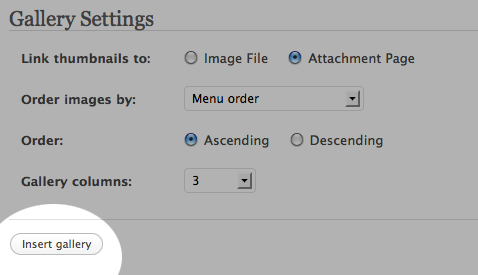 Gallery Settings
Link thumbnails to: Image File Attachment Page
Order images by: Menu order
Order: Ascending Descending
Gallery columns: 3
Insert gallery